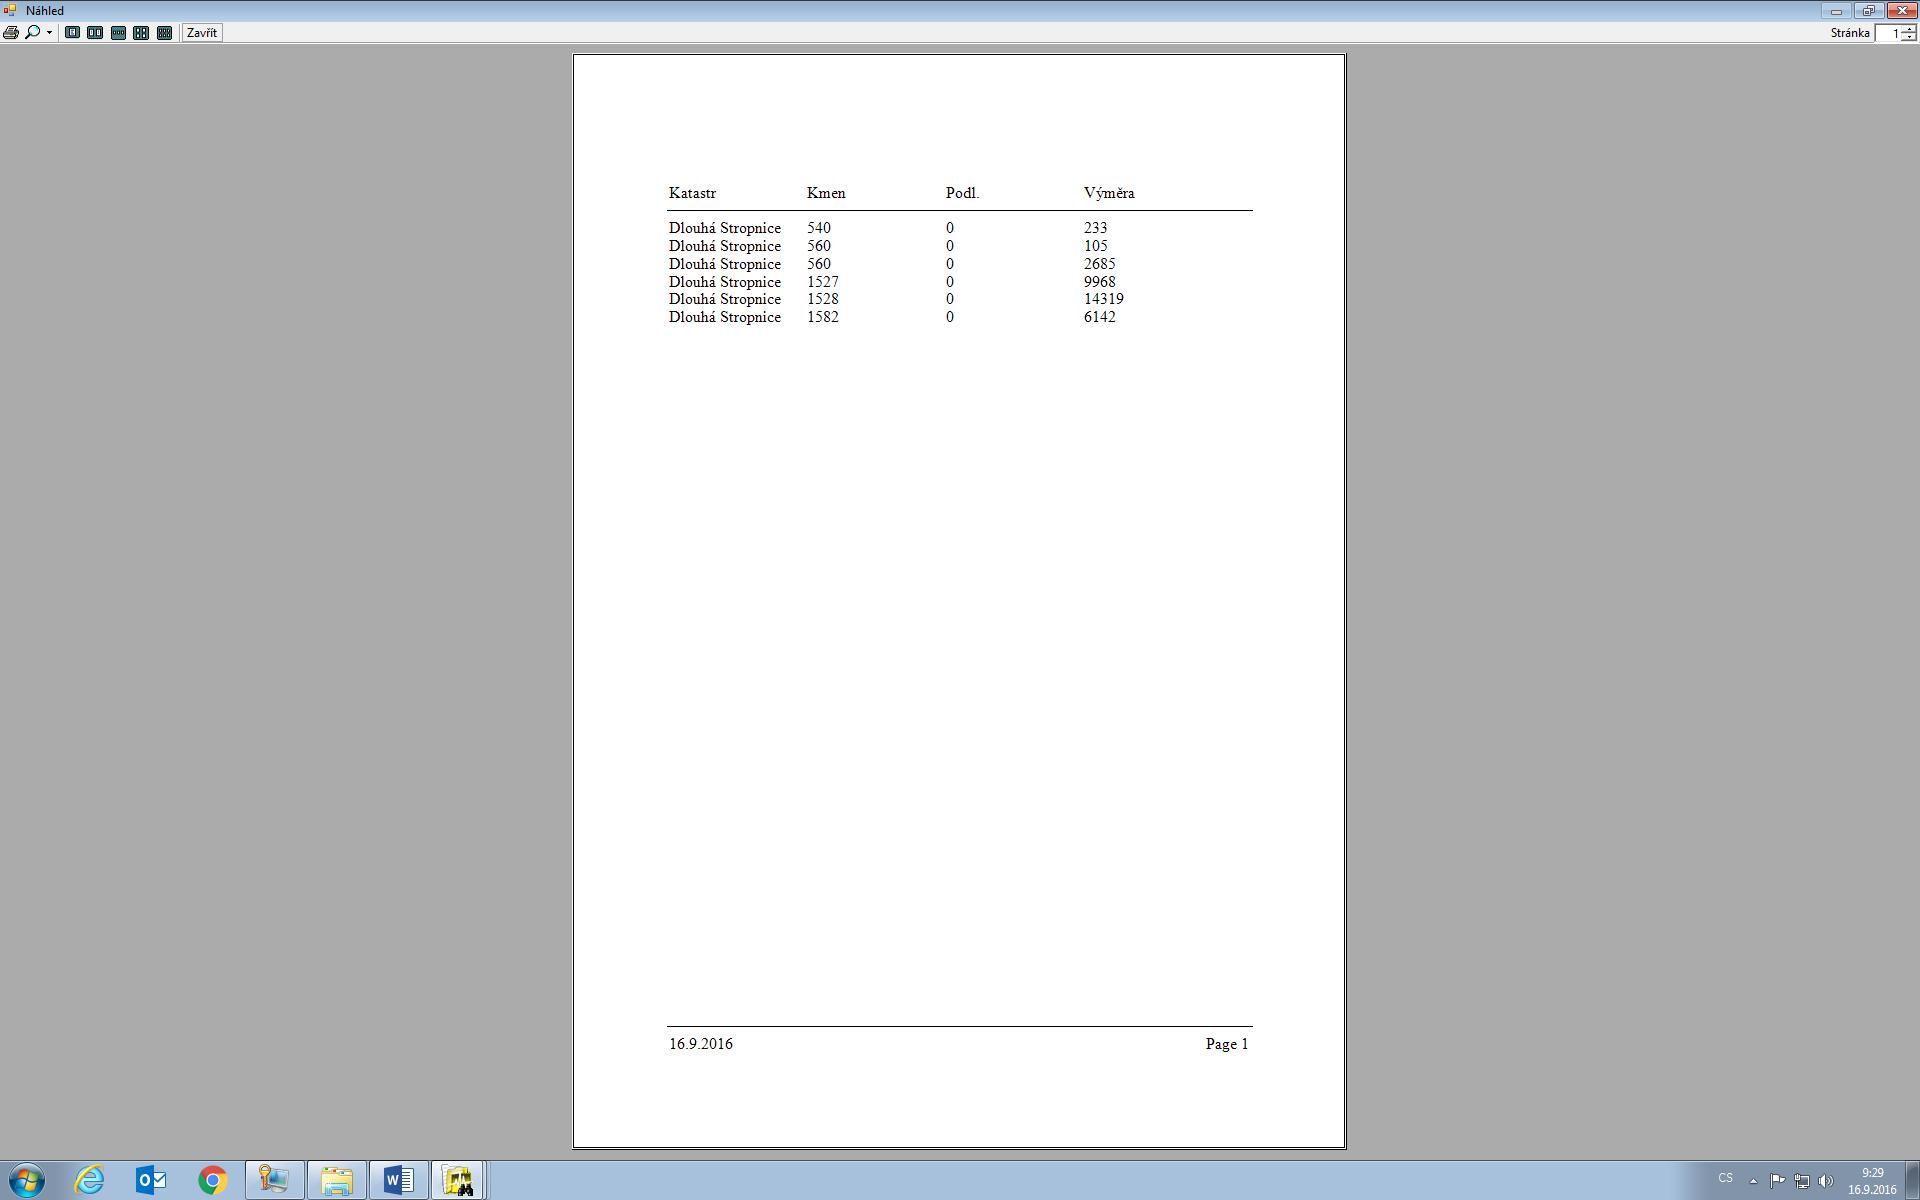 Náhled
Zavřít
Stránka 1
Katastr Kmen Podl. Výměra
Dlouhá Stropnice 540 0 233
Dlouhá Stropnice 560 0 105
Dlouhá Stropnice 560 0 2685
Dlouhá Stropnice 1527 0 9968
Dlouhá Stropnice 1528 0 14319
Dlouhá Stropnice 1582 0 6142
16.9.2016 Page 1
CS
9:29
16.9.2016